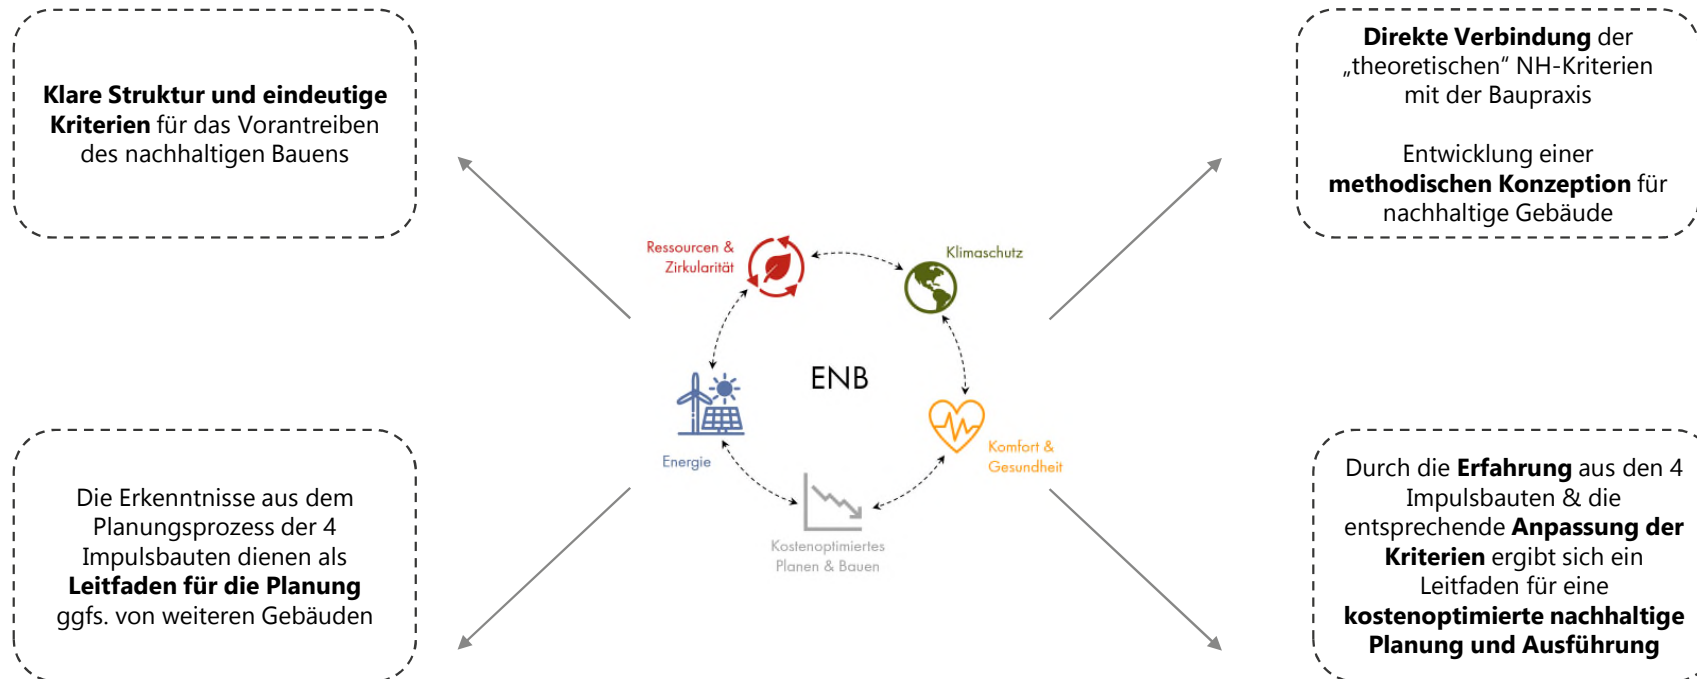 Klare Struktur und eindeutige
Kriterien für das Vorantreiben
des nachhaltigen Bauens
Direkte Verbindung der
„theoretischen“ NH-Kriterien
mit der Baupraxis
Entwicklung einer
methodischen Konzeption für
nachhaltige Gebäude
Ressourcen &
Zirkularität
Klimaschutz
ENB
Energie
Komfort &
Gesundheit
Kostenoptimiertes
Planen & Bauen
Die Erkenntnisse aus dem
Planungsprozess der 4
Impulsbauten dienen als
Leitfaden für die Planung
ggfs. von weiteren Gebäuden
Durch die Erfahrung aus den 4
Impulsbauten & die
entsprechende Anpassung der
Kriterien ergibt sich ein
Leitfaden für eine
kostenoptimierte nachhaltige
Planung und Ausführung